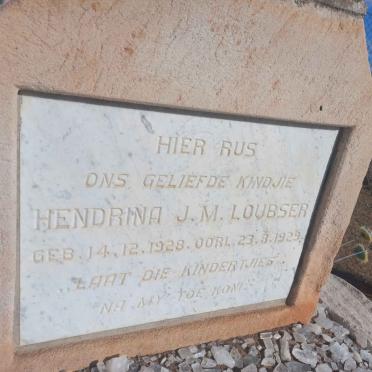 HIER RUS
ONS GELIEFDE KINDJIE
HENDRINA J.M. LOUBSER
GEB. 14.12.1928. OORL. 23.8.1929.
"LAAT DIE KINDERTJIES
NA MY TOE KOM"